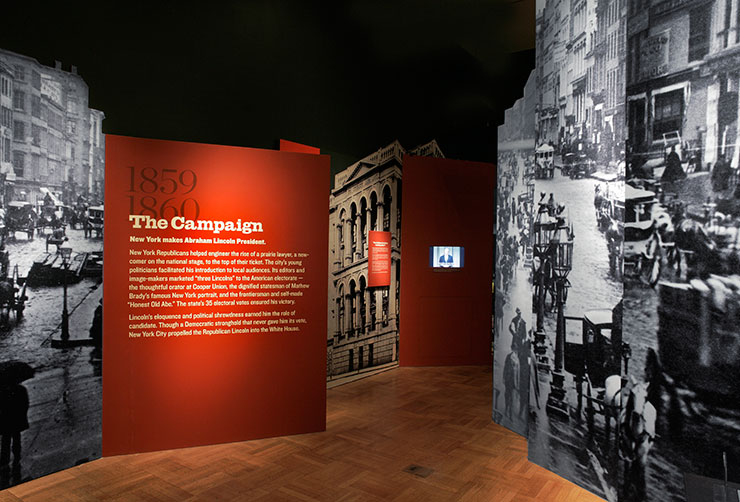 1859
1860
The Campaign
New York makes Abraham Lincoln President.
New York Republicans helped engineer the rise of a prairie lawyer, a new-
comer on the national stage, to the top of their ticket. The city's young
politicians facilitated his introduction to local audiences. Its editors and
image-makers marketed "three Lincolns" to the American electorate —
the thoughtful orator at Cooper Union, the dignified statesman of Mathew
Brady's famous New York portrait, and the frontiersman and self-made
"Honest Old Abe." The state's 35 electoral votes ensured his victory.
Lincoln's eloquence and political shrewdness earned him the role of
candidate. Though a Democratic stronghold that never gave him its vote,
New York City propelled the Republican Lincoln into the White House.